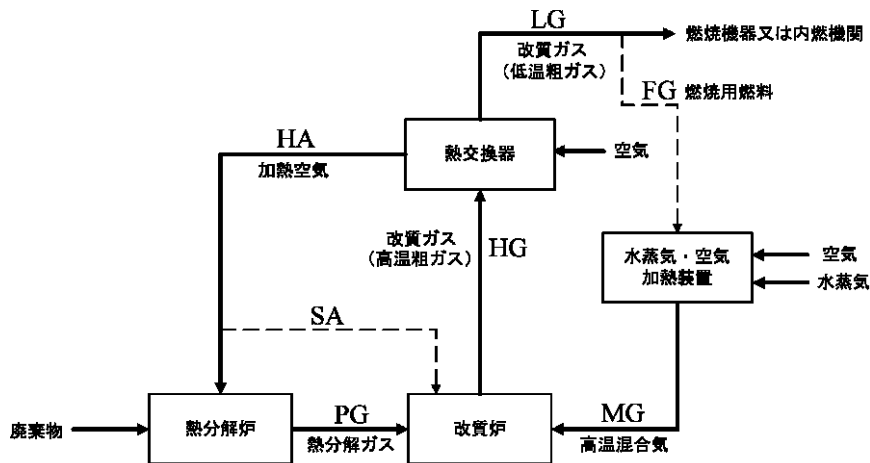 LG
改質ガス
（低温粗ガス）
燃焼機器又は内燃機関
FG 燃焼用燃料
HA
加熱空気
熱交換器
空気
改質ガス
（高温粗ガス）
HG
水蒸気・空気
加熱装置
空気
水蒸気
SA
廃棄物
熱分解炉
PG
熱分解ガス
改質炉
MG
高温混合気